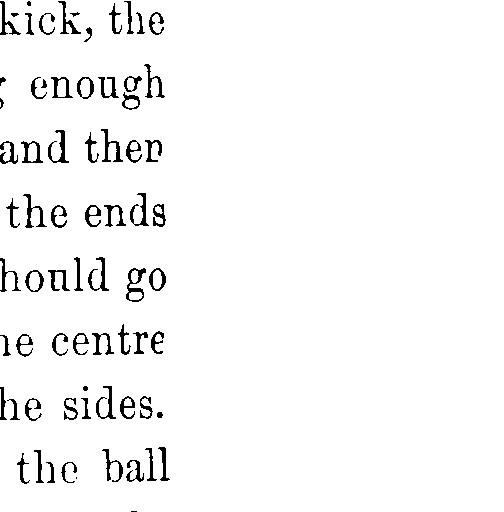 kick, the
enough
and then
the ends
hould go
he centre
he sides.
the ball